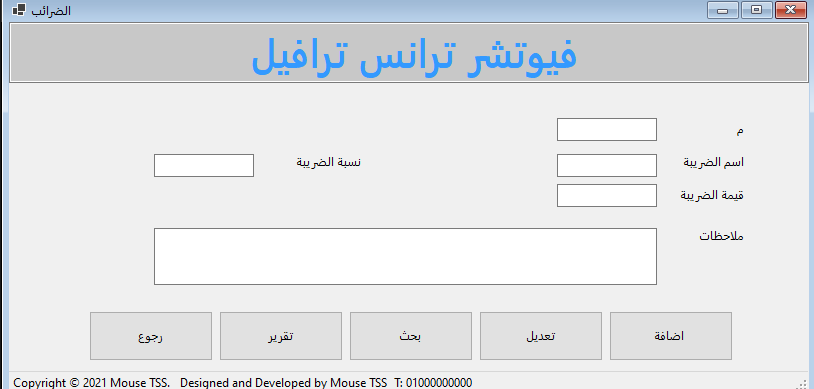 الضرائب
فيوتشر ترانس ترافيل
م
اسم الضريبة
نسبة الضريبة
قيمة الضريبة
ملاحظات
اضافة
تعديل
بحث
تقرير
رجوع
Copyright © 2021 Mouse TSS. Designed and Developed by Mouse TSS T: 01000000000